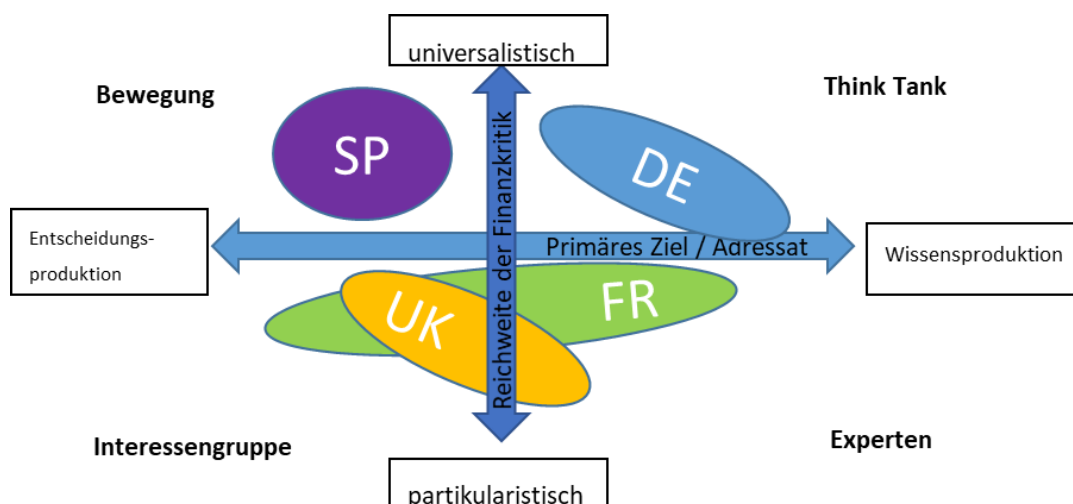 universalistisch
Bewegung
Think Tank
SP
DE
Reichweite der Finanzkritik
Entscheidungs-
produktion
Primäres Ziel / Adressat
Wissensproduktion
UK
FR
Interessengruppe
Experten
partikularistisch